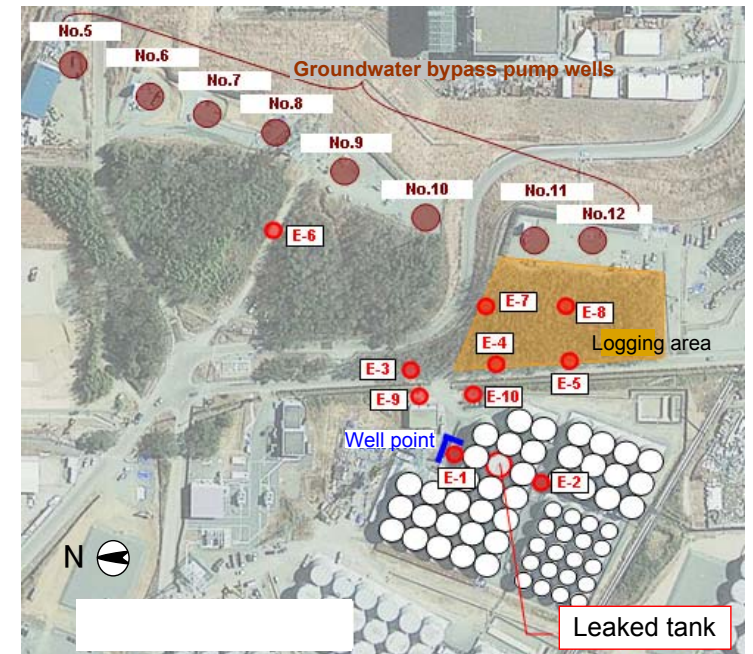 No.5
No.6
No.7
Groundwater bypass pump wells
No.8
No.9
No.10
No.11
No.12
E-6
E-7
E-8
Logging area
E-4
E-3
E-5
E-9
E-10
Well point
E-1
E-2
N
Leaked tank